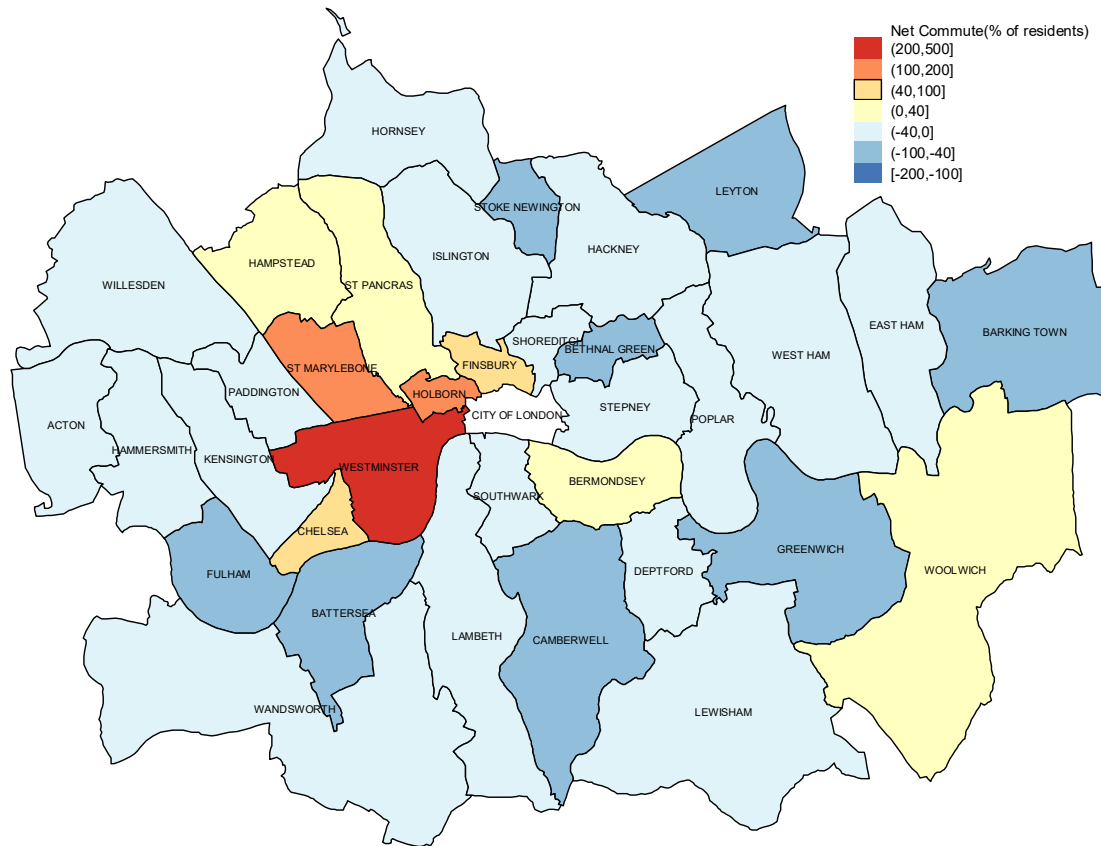 Net Commute(% of residents)
(200,500]
(100,200]
(40,100]
(0,40]
(-40,0]
(-100,-40]
[-200,-100]
HORNSEY
LEYTON
STOKE NEWINGTON
HACKNEY
ISLINGTON
HAMPSTEAD
ST PANCRAS
WILLESDEN
EAST HAM
BARKING TOWN
SHOREDITCH
BETHNAL GREEN
WEST HAM
FINSBURY
ST MARYLEBONE
PADDINGTON
HOLBORN
CITY OF LONDON
STEPNEY
POPLAR
ACTON
HAMMERSMITH
KENSINGTON
WESTMINSTER
BERMONDSEY
SOUTHWARK
CHELSEA
GREENWICH
WOOLWICH
FULHAM
DEPTFORD
BATTERSEA
LAMBETH
CAMBERWELL
WANDSWORTH
LEWISHAM